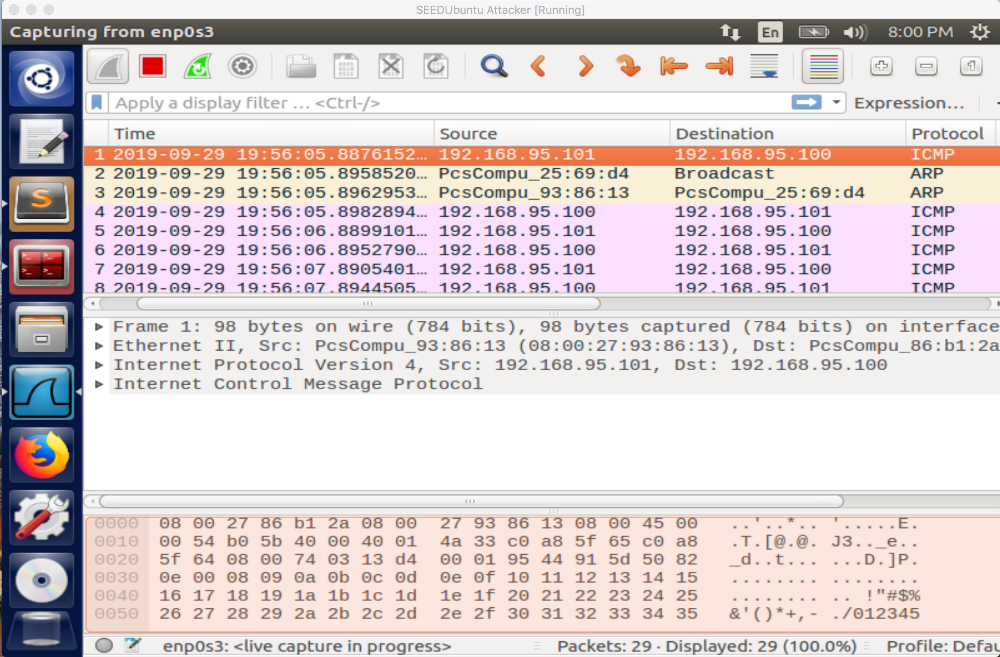 SEEDUbuntu Attacker [Running]
Capturing from enp0s3 En 8:00 PM
Apply a display filter ... <Ctrl-/> Expression...
Time Source Destination Protocol
1 2019-09-29 19:56:05.8876152... 192.168.95.101 192.168.95.100 ICMP
2 2019-09-29 19:56:05.8958520... PcsCompu_25:69:d4 Broadcast ARP
3 2019-09-29 19:56:05.8962953... PcsCompu_93:86:13 PcsCompu_25:69:d4 ARP
4 2019-09-29 19:56:05.8982894... 192.168.95.100 192.168.95.101 ICMP
5 2019-09-29 19:56:06.8899101... 192.168.95.101 192.168.95.100 ICMP
6 2019-09-29 19:56:06.8952790... 192.168.95.100 192.168.95.101 ICMP
7 2019-09-29 19:56:07.8905401... 192.168.95.101 192.168.95.100 ICMP
8 2019-09-29 19:56:07.8944505... 192.168.95.100 192.168.95.101 ICMP
Frame 1: 98 bytes on wire (784 bits), 98 bytes captured (784 bits) on interface
Ethernet II, Src: PcsCompu_93:86:13 (08:00:27:93:86:13), Dst: PcsCompu_86:b1:2a
Internet Protocol Version 4, Src: 192.168.95.101, Dst: 192.168.95.100
Internet Control Message Protocol
0000 08 00 27 86 b1 2a 08 00 27 93 86 13 08 00 45 00 ..'..*.. '.....E.
0010 00 54 b0 5b 40 00 40 01 4a 33 c0 a8 5f 65 c0 a8 .T.[@.@. J3.._e..
0020 5f 64 08 00 74 03 13 d4 00 01 95 44 91 5d 50 82 _d..t... ...D.]P.
0030 0e 00 08 09 0a 0b 0c 0d 0e 0f 10 11 12 13 14 15 ........ ........
0040 16 17 18 19 1a 1b 1c 1d 1e 1f 20 21 22 23 24 25 ........ .. !"#$%
0050 26 27 28 29 2a 2b 2c 2d 2e 2f 30 31 32 33 34 35 &'()*+,- ./012345
enp0s3: <live capture in progress> Packets: 29 · Displayed: 29 (100.0%) Profile: Defau